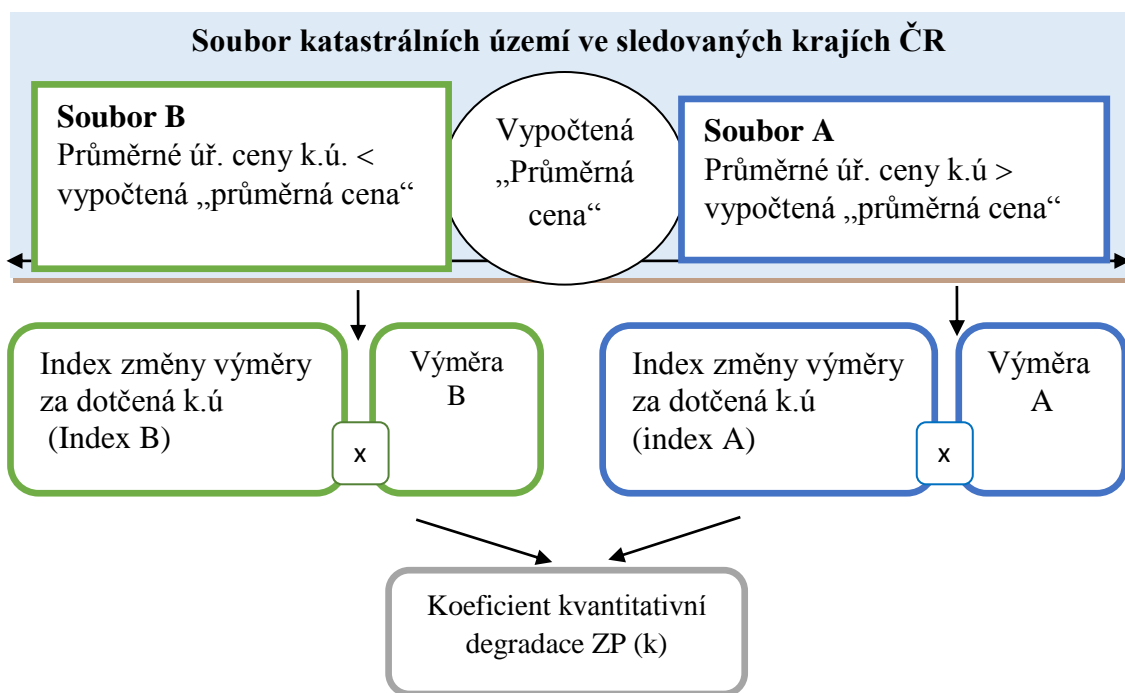 Soubor katastrálních území ve sledovaných krajích ČR
Soubor B
Průměrné úř. ceny k.ú. <
vypočtená „průměrná cena“
Vypočtená
„Průměrná
cena“
Soubor A
Průměrné úř. ceny k.ú >
vypočtená „průměrná cena“
Index změny výměry
za dotčená k.ú
(Index B)
x
Výměra
B
Index změny výměry
za dotčená k.ú
(index A)
x
Výměra
A
Koeficient kvantitativní
degradace ZP (k)